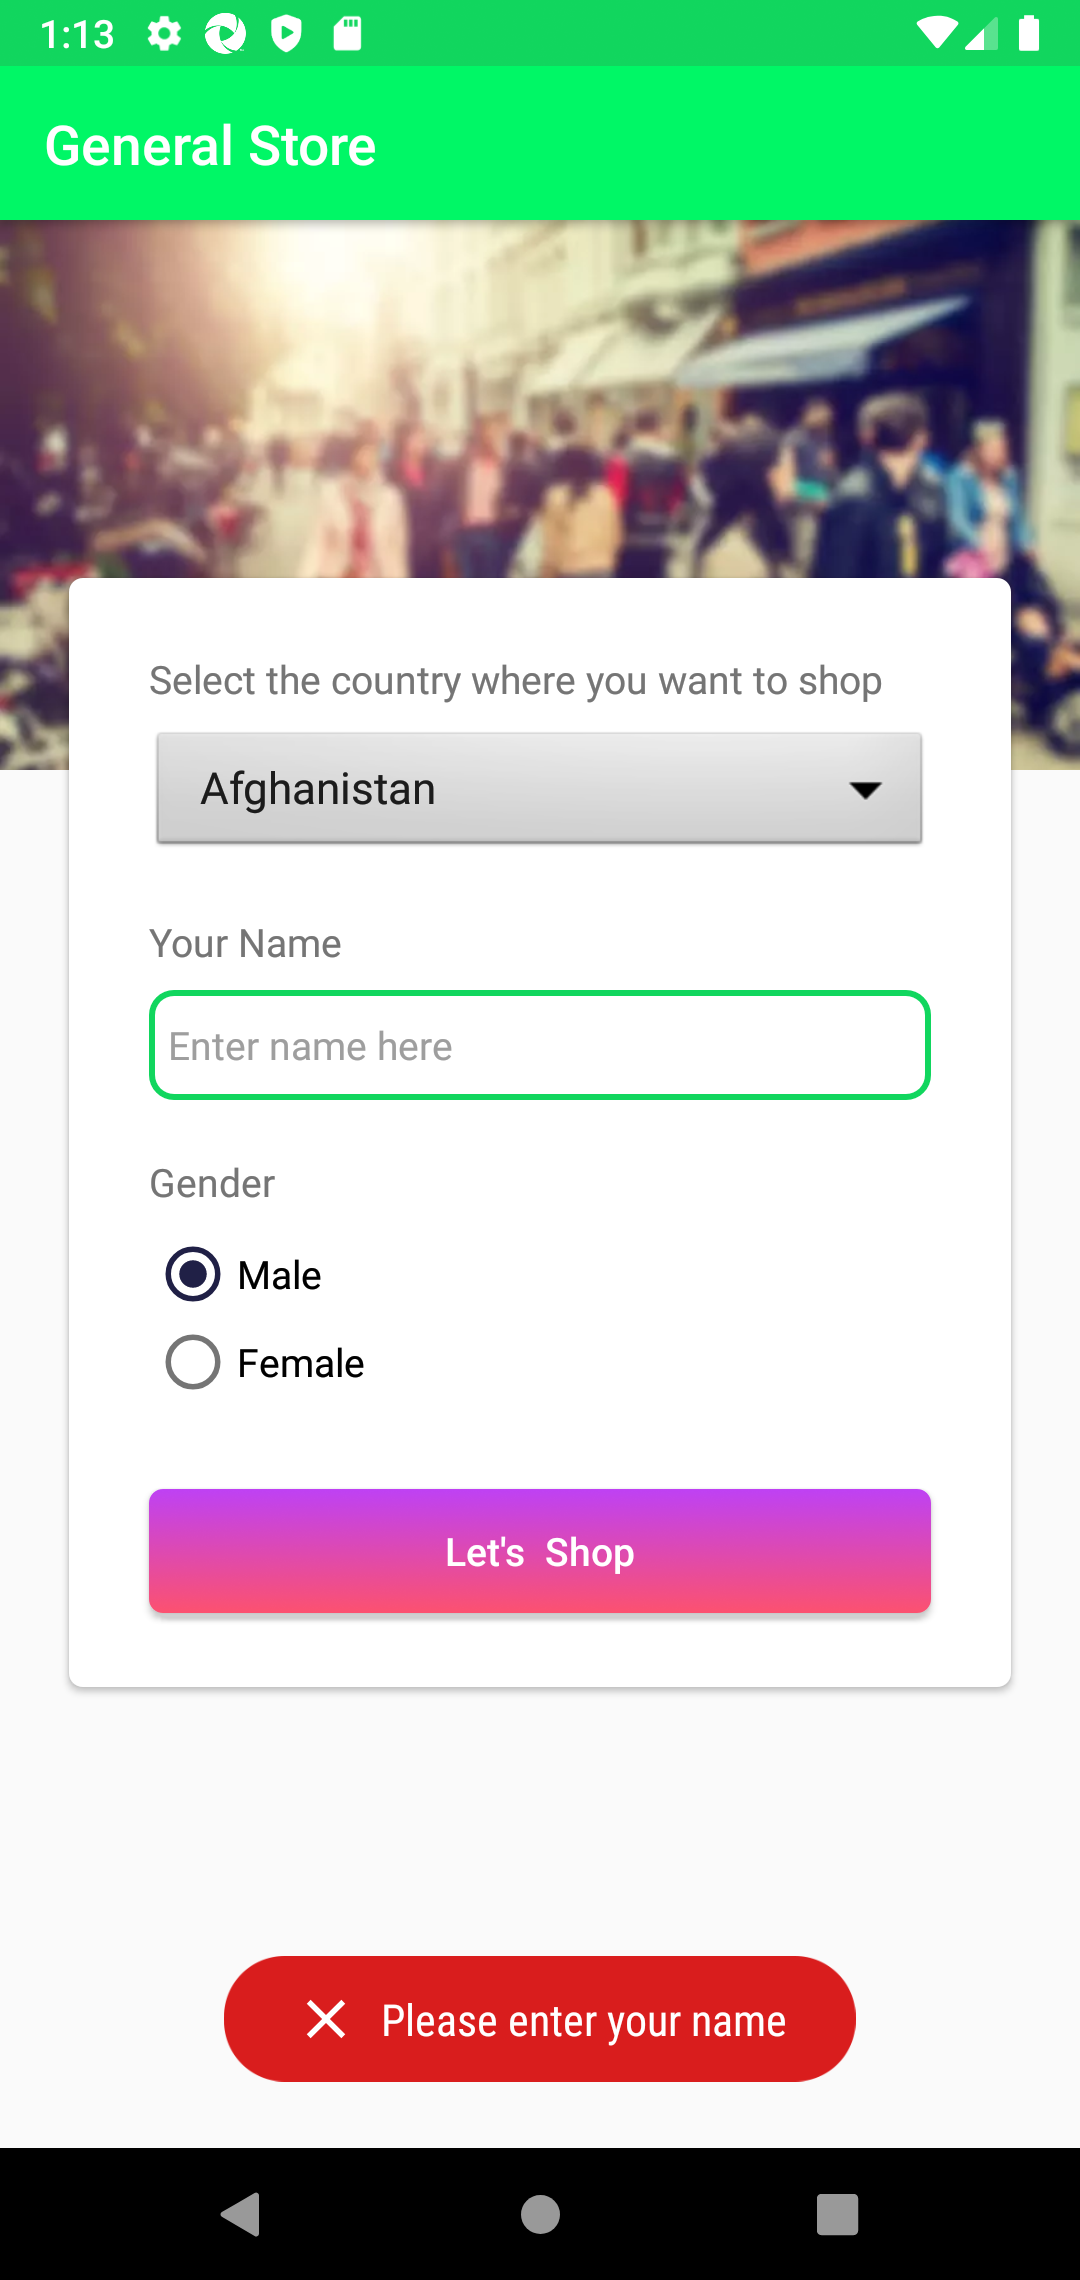 1:13
General Store
Select the country where you want to shop
Afghanistan
Your Name
Enter name here
Gender
Male
Female
Let's  Shop
Please enter your name